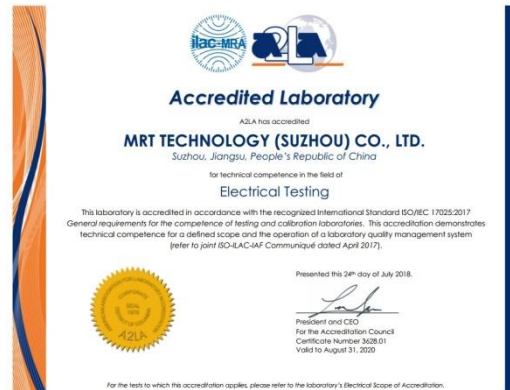 ilac-MRA
A2LA
Accredited Laboratory
A2LA has accredited
MRT TECHNOLOGY (SUZHOU) CO., LTD.
Suzhou, Jiangsu, People's Republic of China
for technical competence in the field of
Electrical Testing
This laboratory is accredited in accordance with the recognized International Standard ISO/IEC 17025:2017
General requirements for the competence of testing and calibration laboratories. This accreditation demonstrates
technical competence for a defined scope and the operation of a laboratory quality management system
(refer to joint ISO-ILAC-IAF Communiqué dated April 2017).
Presented this 24th day of July 2018.
President and CEO
For the Accreditation Council
Certificate Number 3628.01
Valid to August 31, 2020
CORPORATE
SEAL
1978
A2LA
For the tests to which this accreditation applies, please refer to the laboratory's Electrical Scope of Accreditation.